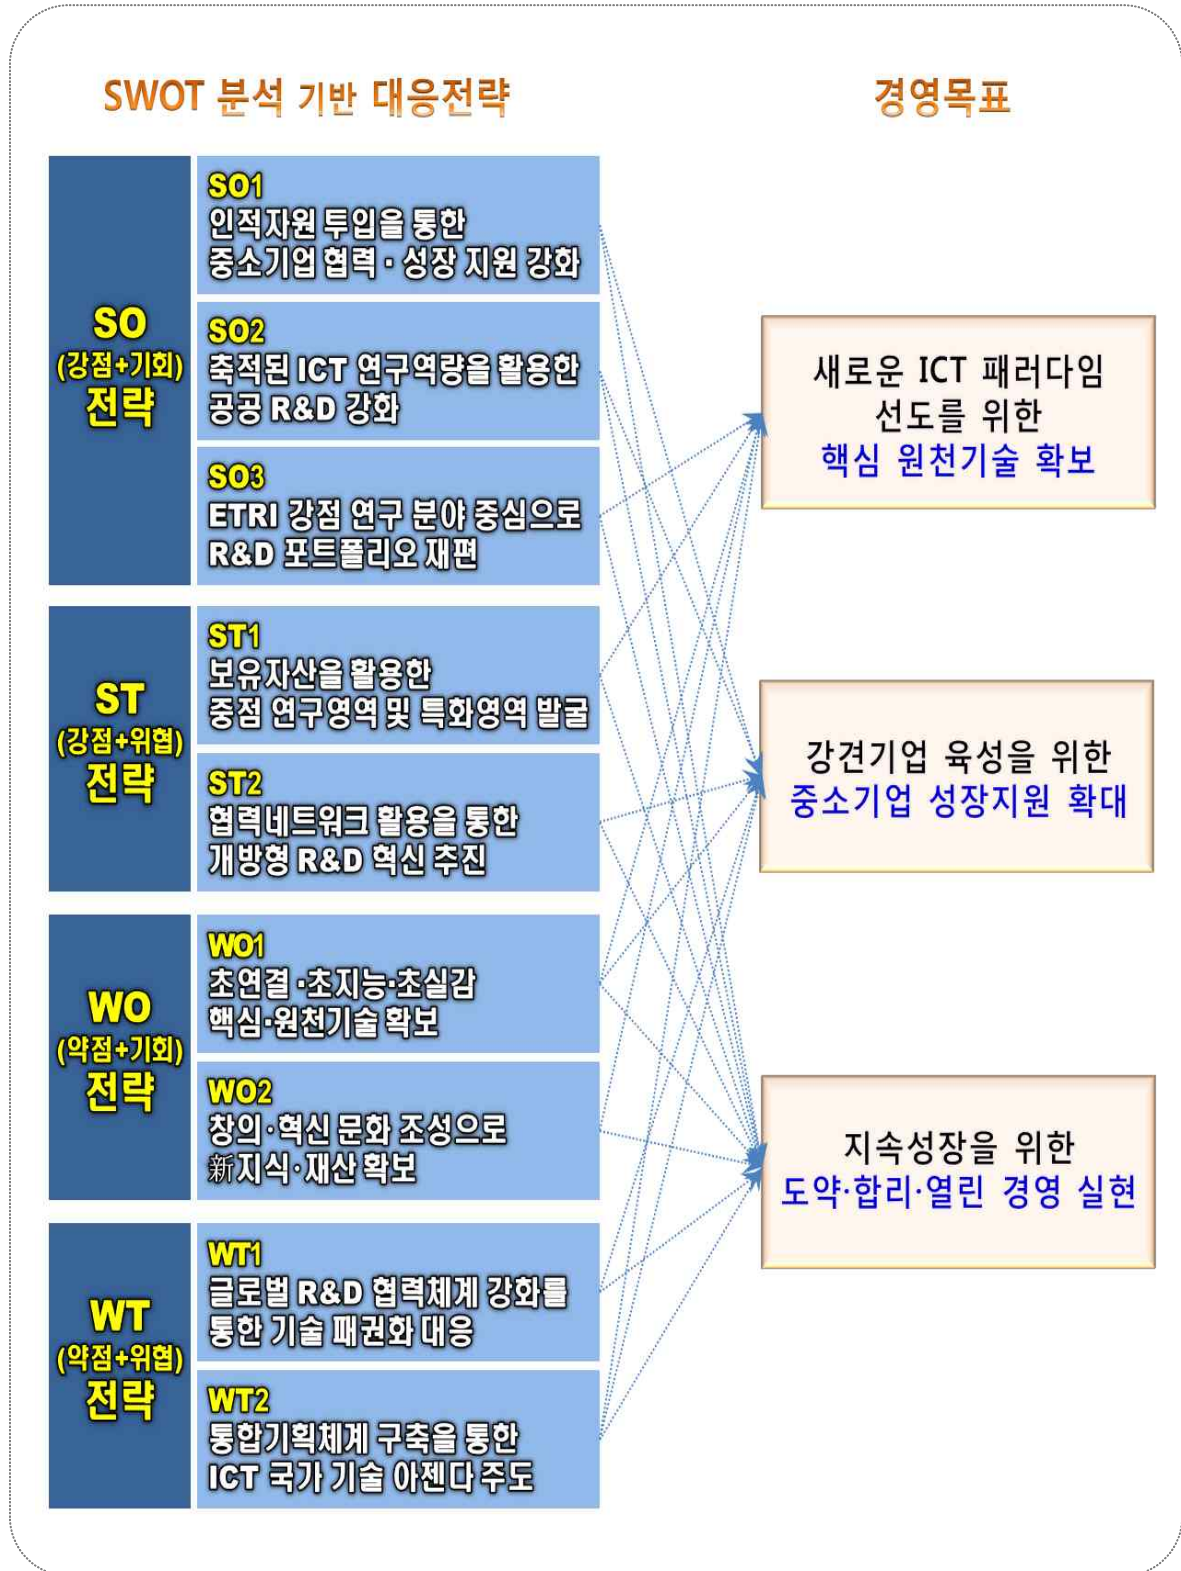 SWOT 분석 기반 대응전략
경영목표
SO
(강점+기회)
전략
SO1
인적자원 투입을 통한
중소기업 협력·성장 지원 강화
SO2
축적된 ICT 연구역량을 활용한
공공 R&D 강화
SO3
ETRI 강점 연구 분야 중심으로
R&D 포트폴리오 재편
ST
(강점+위협)
전략
ST1
보유자산을 활용한
중점 연구영역 및 특화영역 발굴
ST2
협력네트워크 활용을 통한
개방형 R&D 혁신 추진
WO
(약점+기회)
전략
WO1
초연결·초지능·초실감
핵심·원천기술 확보
WO2
창의·혁신 문화 조성으로
新지식·재산 확보
WT
(약점+위협)
전략
WT1
글로벌 R&D 협력체계 강화를
통한 기술 패권화 대응
WT2
통합기획체계 구축을 통한
ICT 국가 기술 아젠다 주도
새로운 ICT 패러다임
선도를 위한
핵심 원천기술 확보
강견기업 육성을 위한
중소기업 성장지원 확대
지속성장을 위한
도약·합리·열린 경영 실현